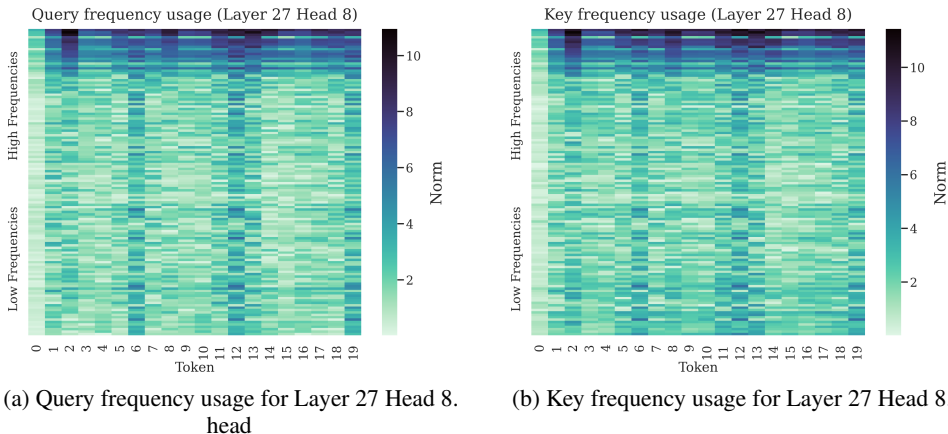 Query frequency usage (Layer 27 Head 8)
High Frequencies
Low Frequencies
0 1 2 3 4 5 6 7 8 9 10 11 12 13 14 15 16 17 18 19
Token
10
8
6
4
2
Norm
Key frequency usage (Layer 27 Head 8)
High Frequencies
Low Frequencies
0 1 2 3 4 5 6 7 8 9 10 11 12 13 14 15 16 17 18 19
Token
10
8
6
4
2
Norm
(a) Query frequency usage for Layer 27 Head 8.
head
(b) Key frequency usage for Layer 27 Head 8